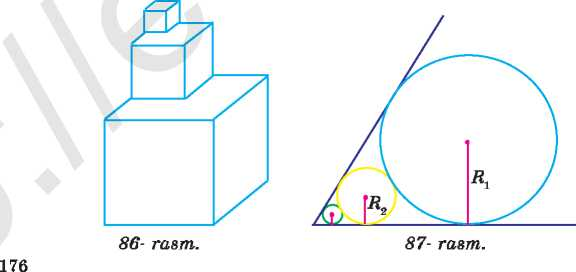 R₁
R₂
86- rasm.
87- rasm.
176